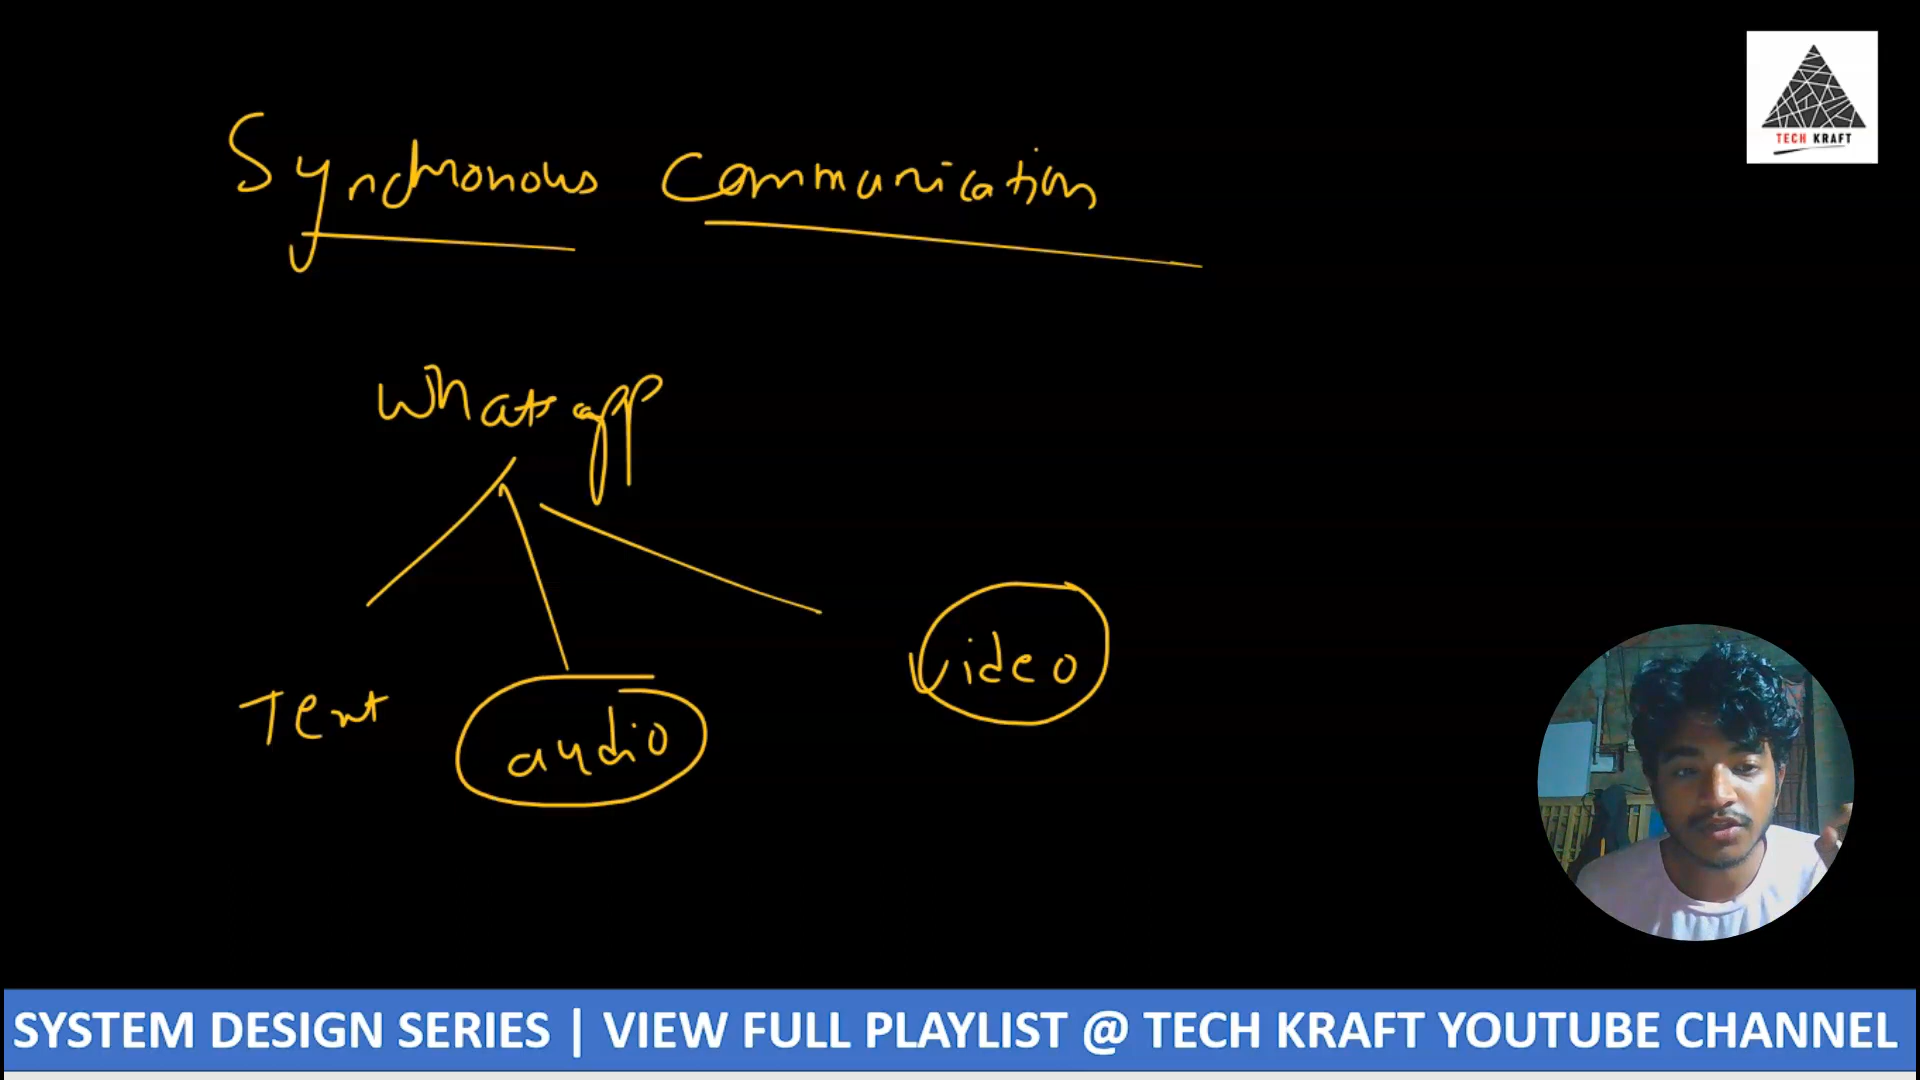 TECH KRAFT
Synchronous Communication
Whatsapp
Video
Text
audio
SYSTEM DESIGN SERIES | VIEW FULL PLAYLIST @ TECH KRAFT YOUTUBE CHANNEL